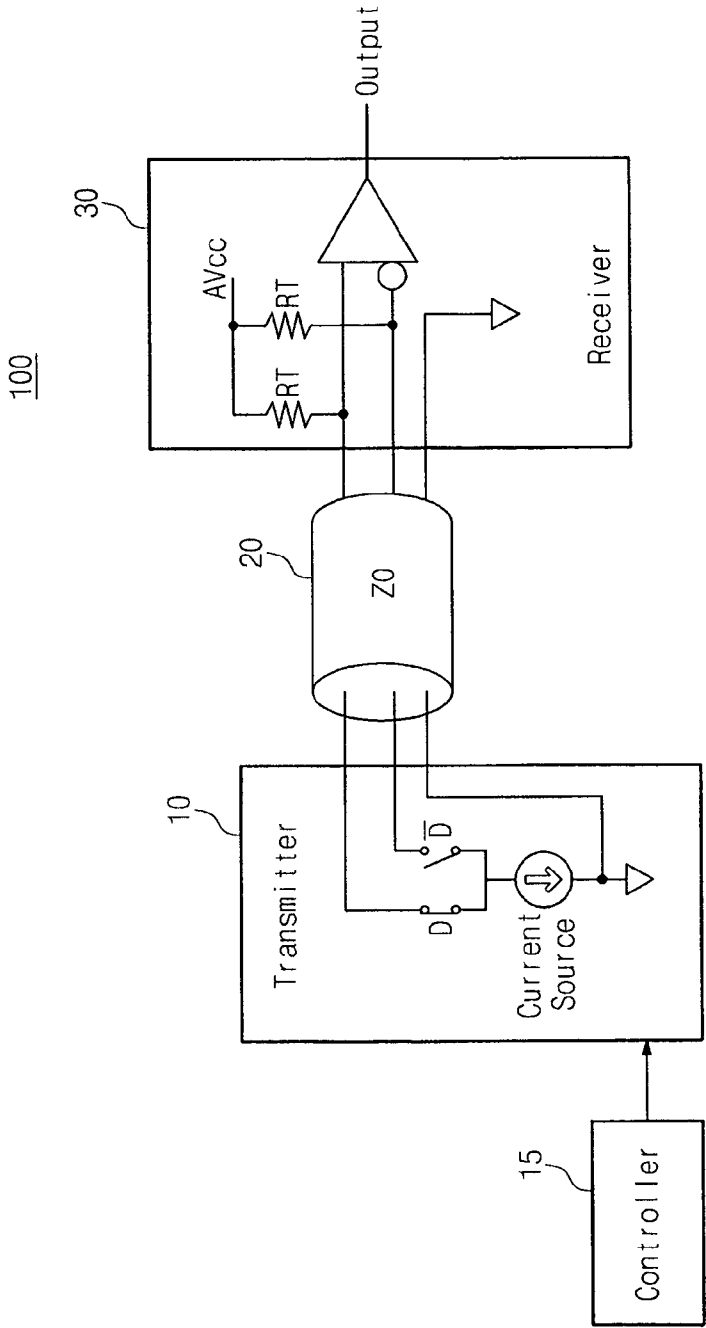 100
10
20
30
15
Transmitter
D
D̅
Current
Source
Z0
AVcc
RT
RT
Output
Receiver
Controller